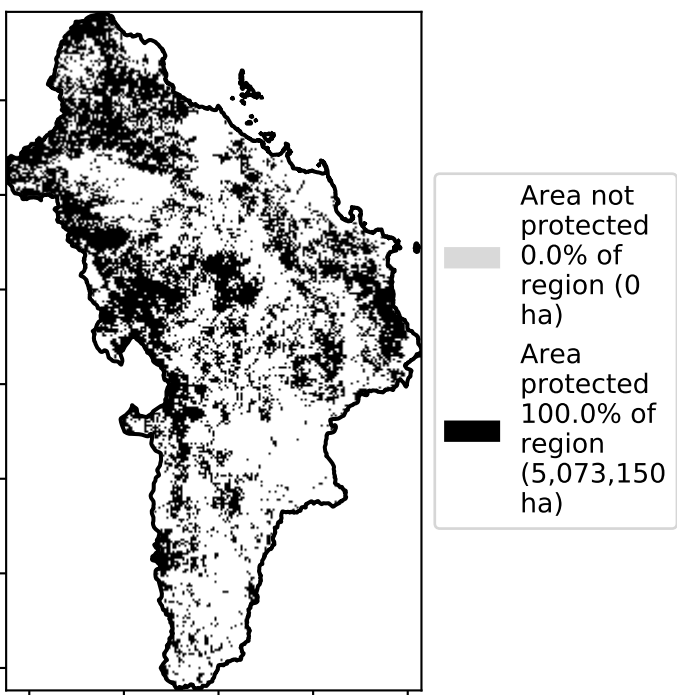 Area not
protected
0.0% of
region (0
ha)
Area
protected
100.0% of
region
(5,073,150
ha)